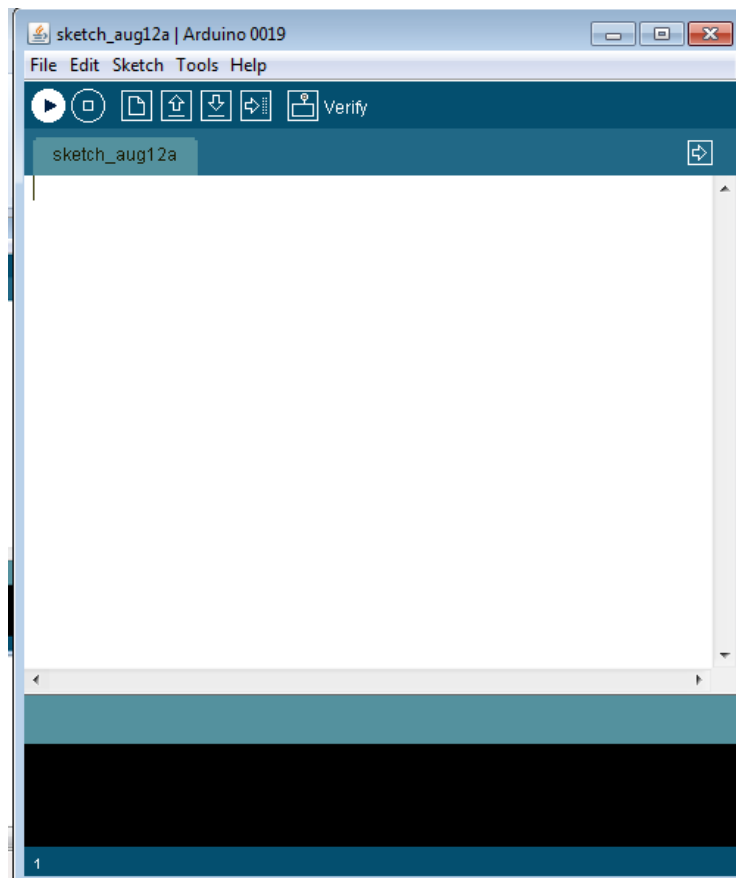 sketch_aug12a | Arduino 0019
File Edit Sketch Tools Help
Verify
sketch_aug12a
1